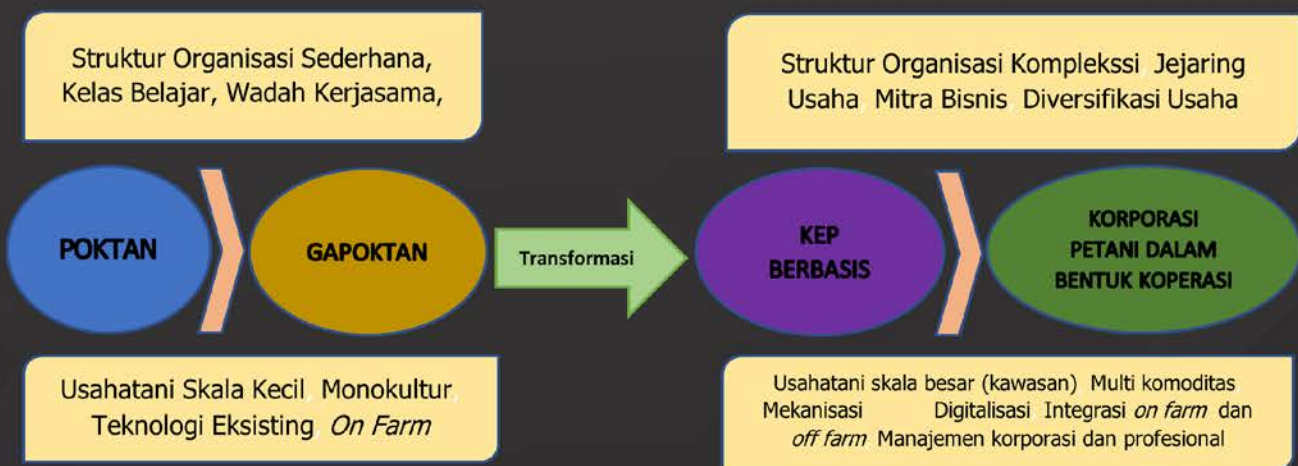 Struktur Organisasi Sederhana,
Kelas Belajar, Wadah Kerjasama,
Struktur Organisasi Komplekssi, Jejaring
Usaha, Mitra Bisnis, Diversifikasi Usaha
POKTAN
GAPOKTAN
Transformasi
KEP
BERBASIS
KORPORASI
PETANI DALAM
BENTUK KOPERASI
Usahatani Skala Kecil, Monokultur,
Teknologi Eksisting, On Farm
Usahatani skala besar (kawasan) Multi komoditas
Mekanisasi Digitalisasi Integrasi on farm dan
off farm Manajemen korporasi dan profesional